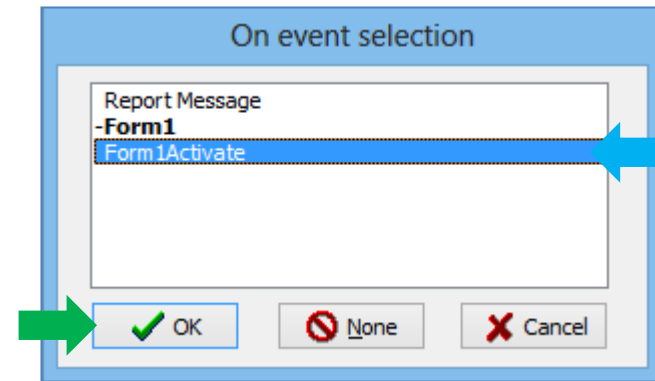 On event selection
Report Message
-Form1
Form1Activate
OK
None
Cancel